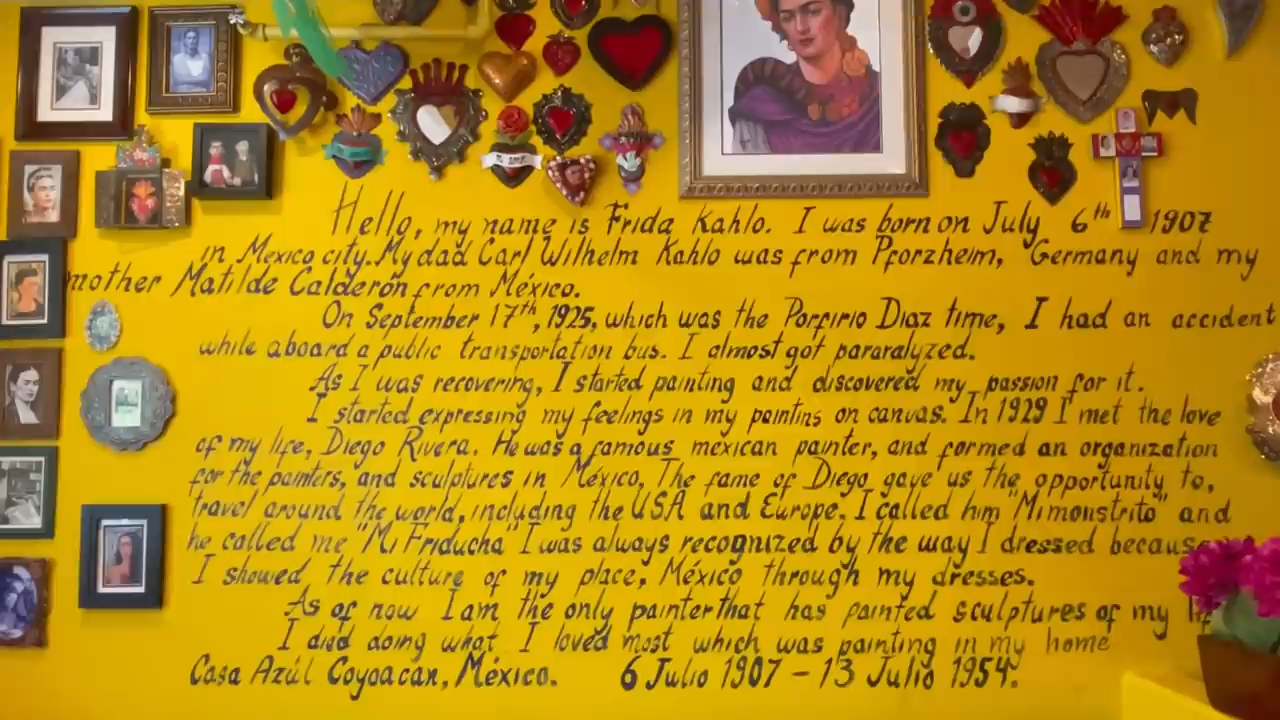 Hello, my name is Frida Kahlo. I was born on July 6th 1907
in Mexico city. My dad Carl Wilhelm Kahlo was from Pforzheim, Germany and my
mother Matilde Calderón from México.
On September 17th, 1925, which was the Porfirio Diaz time, I had an accident
while aboard a public transportation bus. I almost got pararalyzed.
As I was recovering, I started painting and discovered my passion for it.
I started expressing my feelings in my paintins on canvas. In 1929 I met the love
of my life, Diego Rivera. He was a famous mexican painter, and formed an organization
for the painters, and sculptures in México. The fame of Diego gave us the opportunity to,
travel around the world, including the USA and Europe. I called him "Mimonstrito" and
he called me "Mi Friducha" I was always recognized by the way I dressed because
I showed the culture of my place, México through my dresses.
As of now I am the only painter that has painted sculptures of my
I died doing what I loved most which was painting in my home
Casa Azúl Coyoacan, México. 6 Julio 1907 - 13 Julio 1954.